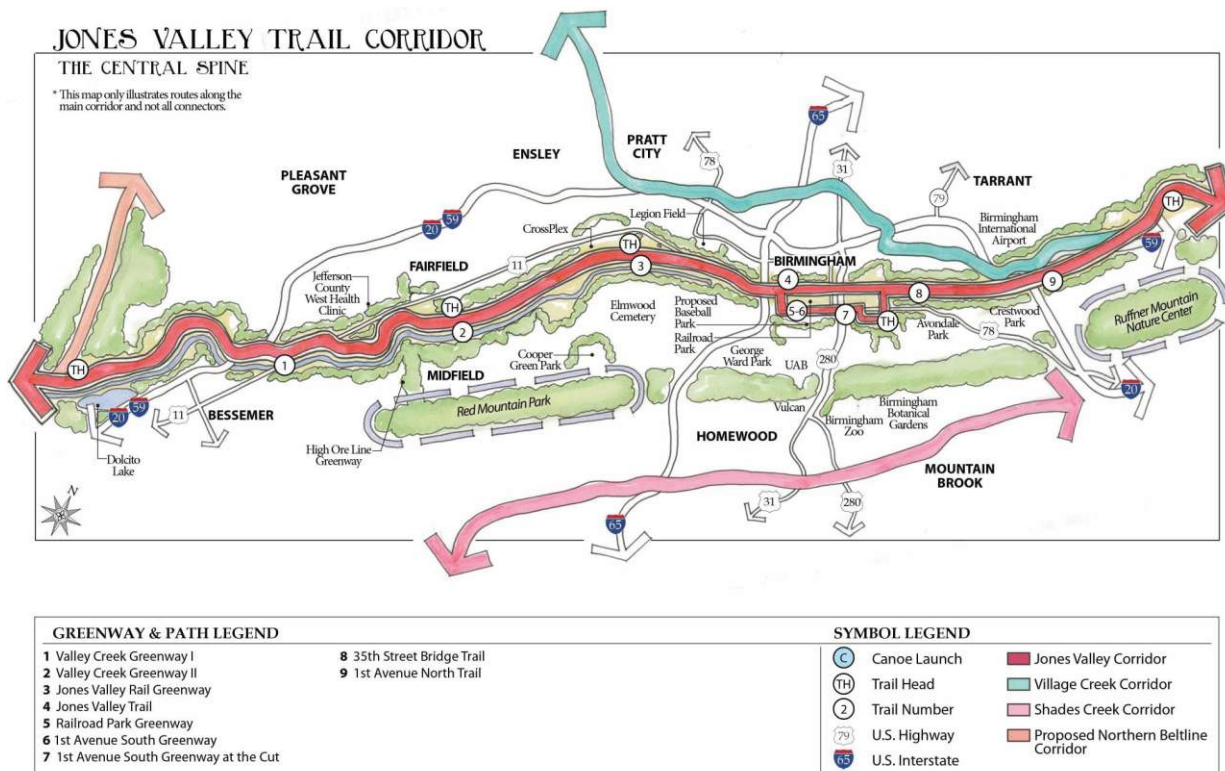 JONES VALLEY TRAIL CORRIDOR
THE CENTRAL SPINE
* This map only illustrates routes along the
main corridor and not all connectors.
65
PRATT
CITY
ENSLEY
78
31
PLEASANT
GROVE
79
TARRANT
TH
59
20
Legion Field
Birmingham
International
Airport
59
CrossPlex
TH
BIRMINGHAM
FAIRFIELD
11
3
4
8
9
Jefferson
County
West Health
Clinic
TH
Elmwood
Cemetery
Proposed
Baseball
Park
Railroad
Park
5-6
7
TH
Avondale
Park
Crestwood
Park
Ruffner Mountain
Nature Center
2
78
George
Ward Park
UAB
280
TH
1
Cooper
Green Park
MIDFIELD
20
Red Mountain Park
Vulcan
Birmingham
Zoo
Birmingham
Botanical
Gardens
20
59
11
BESSEMER
High Ore Line
Greenway
HOMEWOOD
Dolcito
Lake
MOUNTAIN
BROOK
N
31
280
65
GREENWAY & PATH LEGEND
1 Valley Creek Greenway I
2 Valley Creek Greenway II
3 Jones Valley Rail Greenway
4 Jones Valley Trail
5 Railroad Park Greenway
6 1st Avenue South Greenway
7 1st Avenue South Greenway at the Cut
8 35th Street Bridge Trail
9 1st Avenue North Trail
SYMBOL LEGEND
C Canoe Launch
TH Trail Head
2 Trail Number
79 U.S. Highway
65 U.S. Interstate
Jones Valley Corridor
Village Creek Corridor
Shades Creek Corridor
Proposed Northern Beltline
Corridor